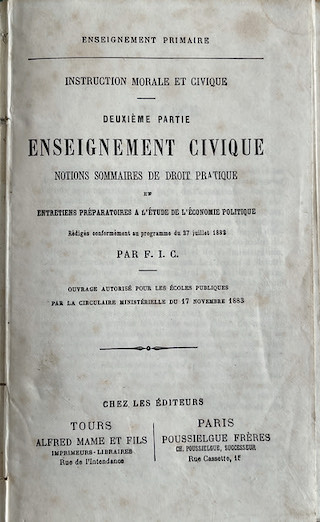 ENSEIGNEMENT PRIMAIRE
INSTRUCTION MORALE ET CIVIQUE
DEUXIÈME PARTIE
ENSEIGNEMENT CIVIQUE
NOTIONS SOMMAIRES DE DROIT PRATIQUE
ET
ENTRETIENS PRÉPARATOIRES A L'ÉTUDE DE L'ÉCONOMIE POLITIQUE
Rédigés conformément au programme du 27 juillet 1882
PAR F. I. C.
OUVRAGE AUTORISÉ POUR LES ÉCOLES PUBLIQUES
PAR LA CIRCULAIRE MINISTÉRIELLE DU 17 NOVEMBRE 1883
CHEZ LES ÉDITEURS
TOURS
ALFRED MAME ET FILS
IMPRIMEURS-LIBRAIRES
Rue de l'Intendance
PARIS
POUSSIELGUE FRÈRES
CH. POUSSIELGUE, SUCCESSEUR
Rue Cassette, 15